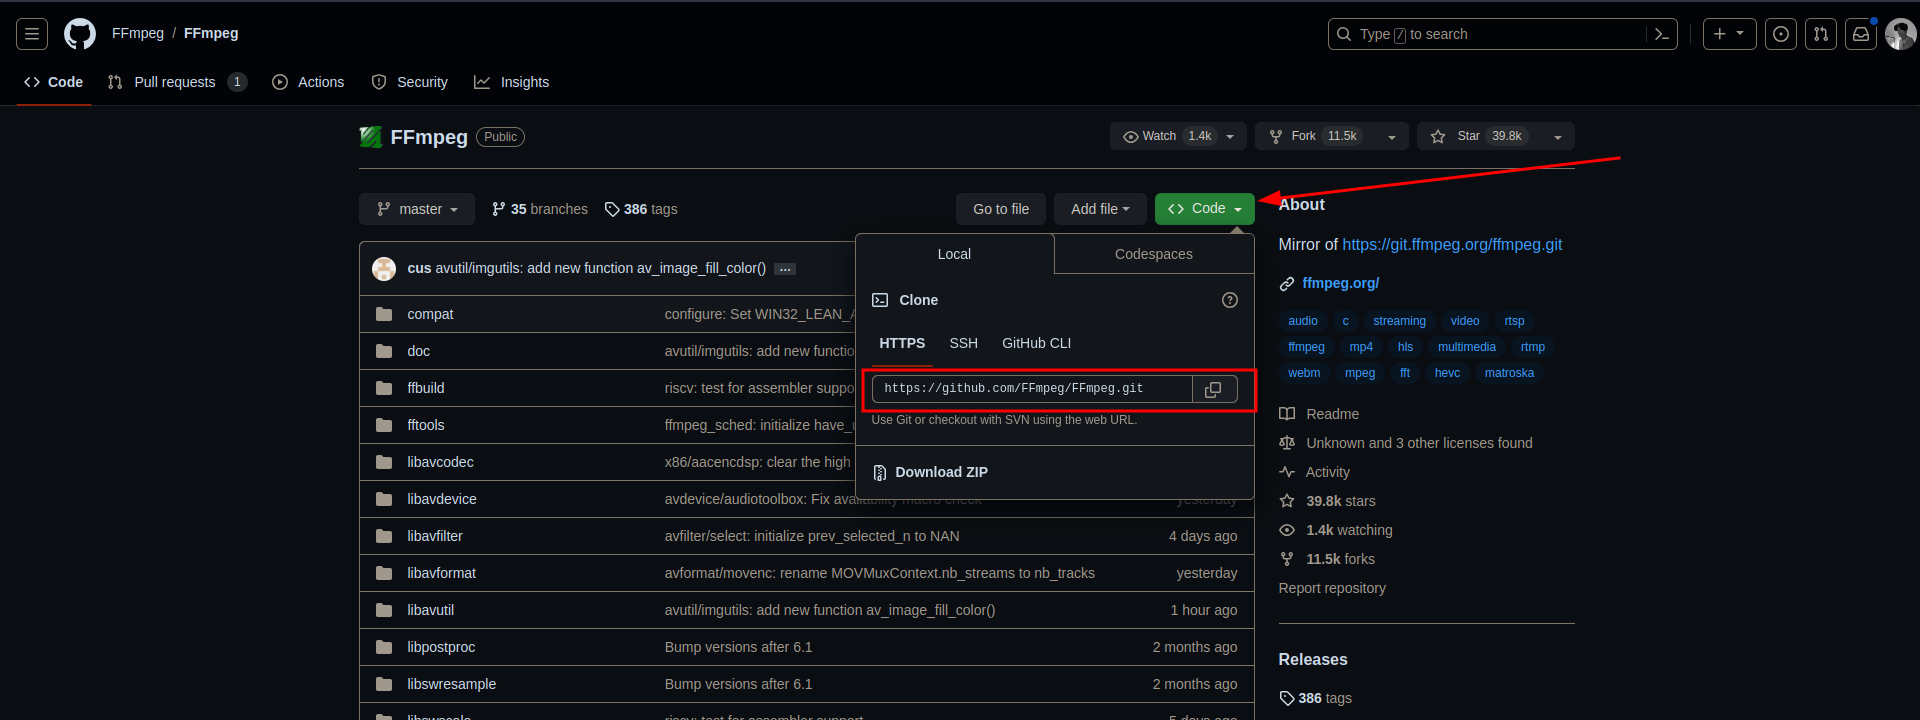 FFmpeg / FFmpeg
Type / to search
Code
Pull requests 1
Actions
Security
Insights
FFmpeg Public
Watch 1.4k
Fork 11.5k
Star 39.8k
master
35 branches
386 tags
Go to file
Add file
Code
cus avutil/imgutils: add new function av_image_fill_color() ...
compat configure: Set WIN32_LEAN_A
doc avutil/imgutils: add new functio
ffbuild riscv: test for assembler suppo
fftools ffmpeg_sched: initialize have_u
libavcodec x86/aacencdsp: clear the high
libavdevice avdevice/audiotoolbox: Fix availability macro check yesterday
libavfilter avfilter/select: initialize prev_selected_n to NAN 4 days ago
libavformat avformat/movenc: rename MOVMuxContext.nb_streams to nb_tracks yesterday
libavutil avutil/imgutils: add new function av_image_fill_color() 1 hour ago
libpostproc Bump versions after 6.1 2 months ago
libswresample Bump versions after 6.1 2 months ago
libswscale riscv: test for assembler support 5 days ago
Local
Codespaces
Clone
HTTPS
SSH
GitHub CLI
https://github.com/FFmpeg/FFmpeg.git
Use Git or checkout with SVN using the web URL.
Download ZIP
About
Mirror of https://git.ffmpeg.org/ffmpeg.git
ffmpeg.org/
audio c streaming video rtsp
ffmpeg mp4 hls multimedia rtmp
webm mpeg fft hevc matroska
Readme
Unknown and 3 other licenses found
Activity
39.8k stars
1.4k watching
11.5k forks
Report repository
Releases
386 tags